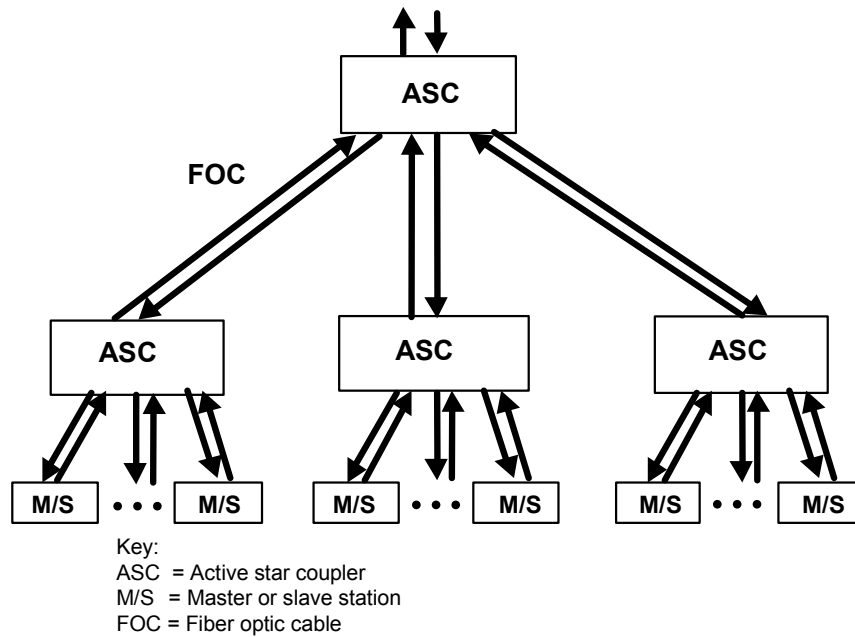 ASC
FOC
ASC ASC ASC
M/S • • • M/S M/S • • • M/S M/S • • • M/S
Key:
ASC = Active star coupler
M/S = Master or slave station
FOC = Fiber optic cable